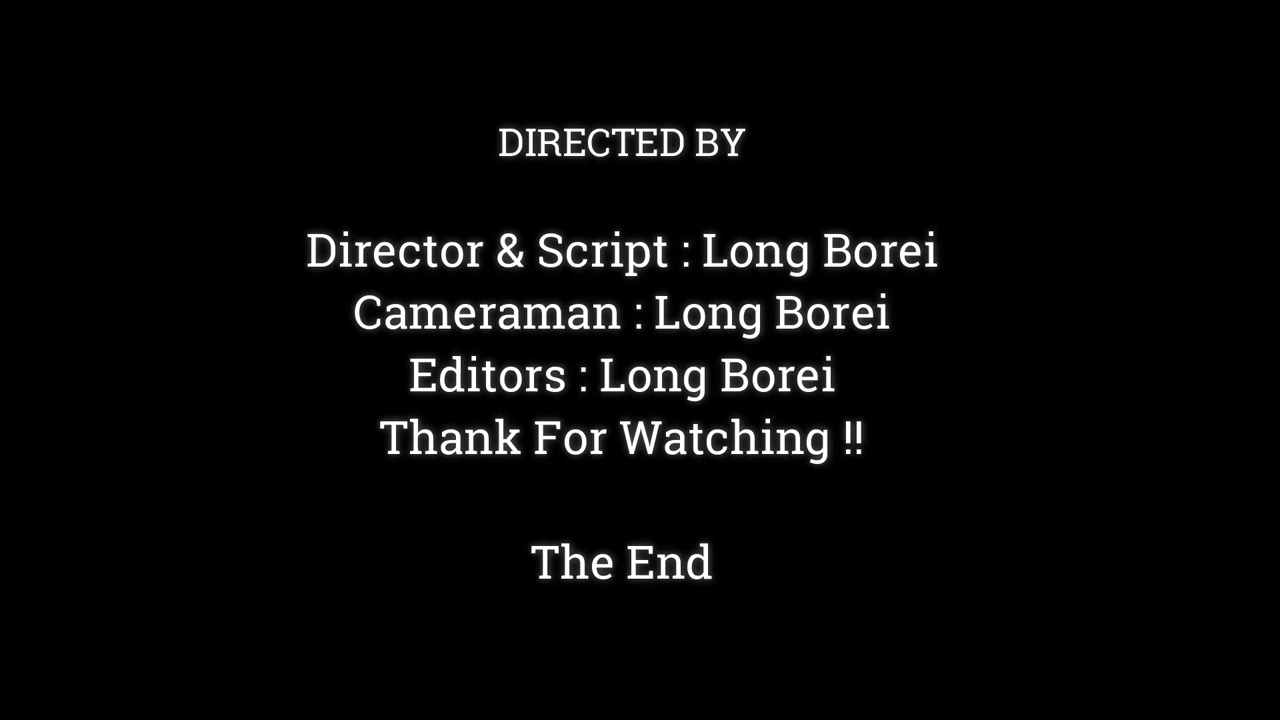 DIRECTED BY
Director & Script : Long Borei
Cameraman : Long Borei
Editors : Long Borei
Thank For Watching !!
The End